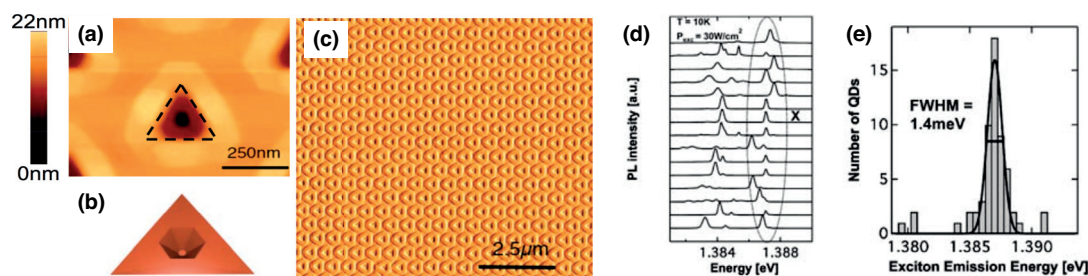 22nm
0nm
(a)
250nm
(b)
(c)
2.5µm
(d)
T = 10K
P_EXC = 30W/cm²
X
PL intensity [a.u.]
1.384
1.388
Energy [eV]
(e)
FWHM =
1.4meV
Number of QDs
15
10
5
0
1.380
1.385
1.390
Exciton Emission Energy [eV]